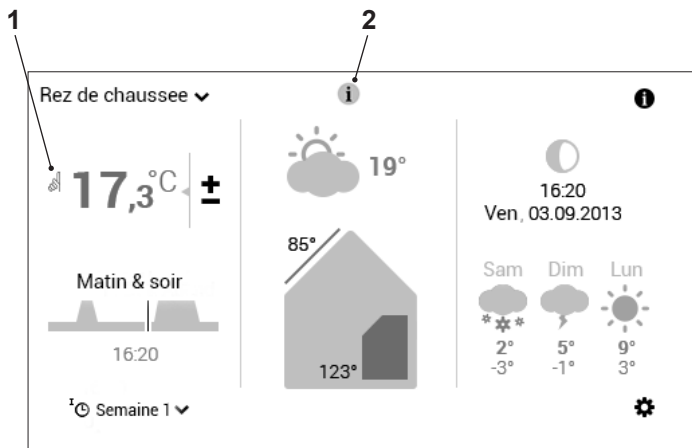 1
2
Rez de chaussee
i
i
17,3°C
±
19°
16:20
Ven, 03.09.2013
85°
123°
Matin & soir
16:20
Sam Dim Lun
2° 5° 9°
-3° -1° 3°
I Semaine 1